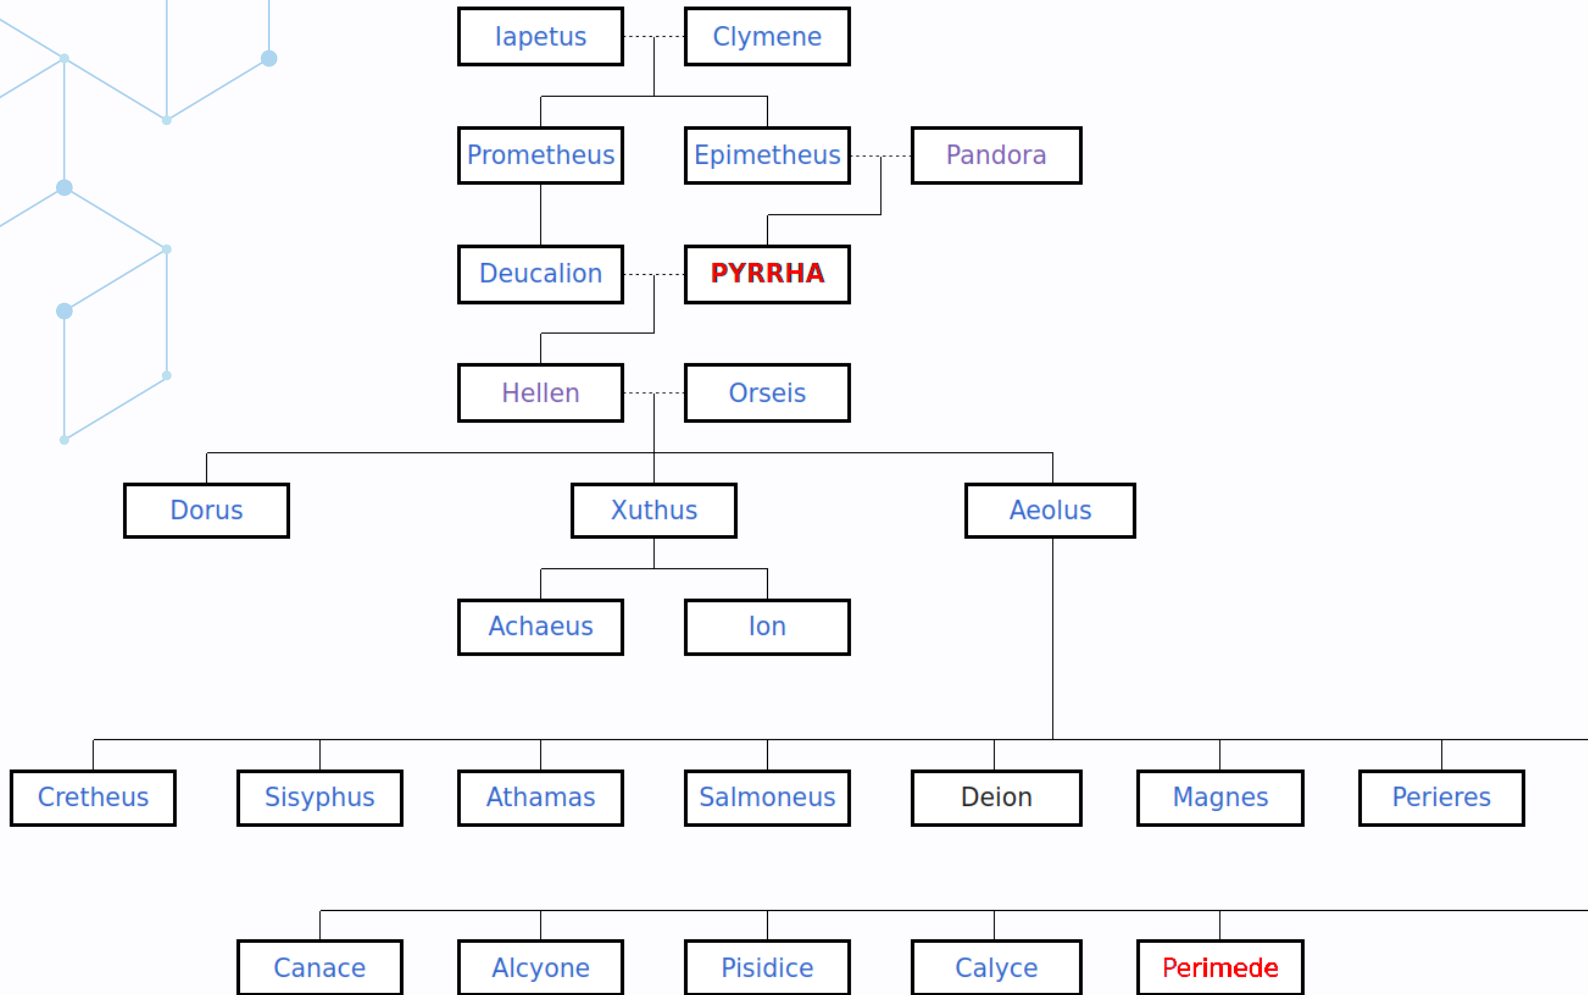 Iapetus
Clymene
Prometheus
Epimetheus
Pandora
Deucalion
PYRRHA
Hellen
Orseis
Dorus
Xuthus
Aeolus
Achaeus
Ion
Cretheus
Sisyphus
Athamas
Salmoneus
Deion
Magnes
Perieres
Canace
Alcyone
Pisidice
Calyce
Perimede